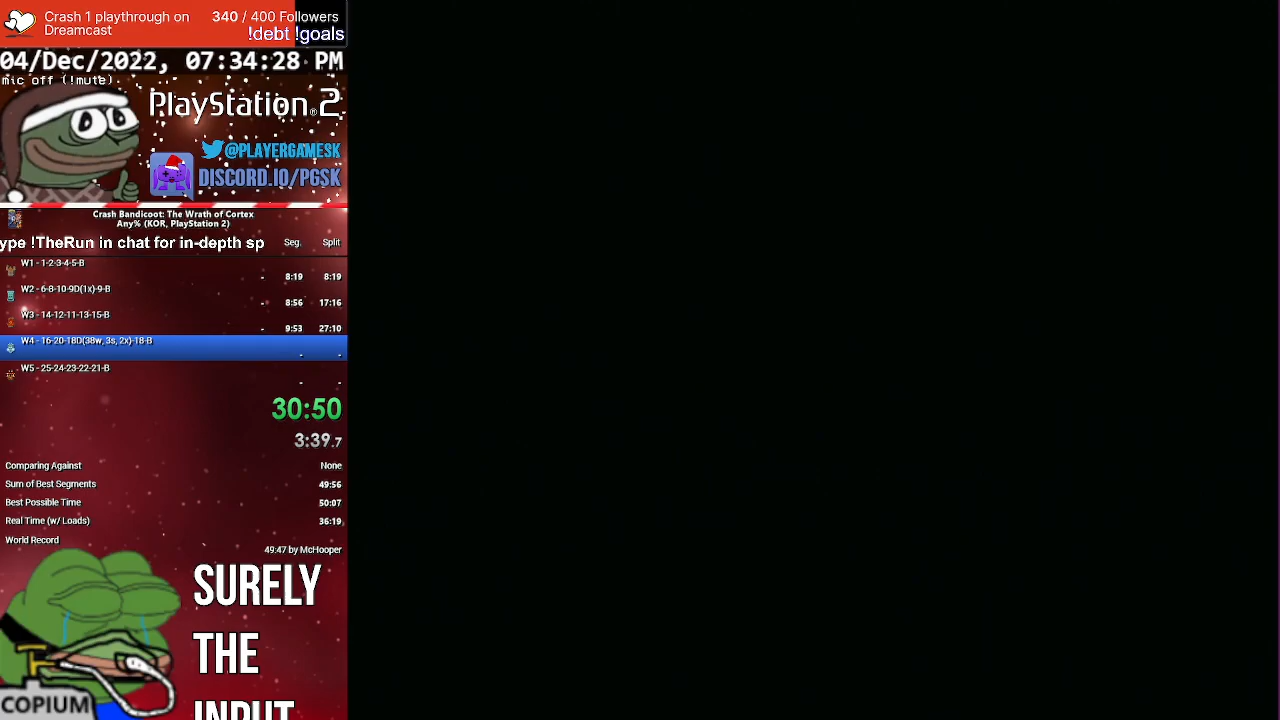 Crash 1 playthrough on Dreamcast 340 / 400 Followers
!debt !goals
04/Dec/2022, 07:34:28 PM
mic off (!mute)
PlayStation®2
@PLAYERGAMESK
DISCORD.IO/PGSK
Crash Bandicoot: The Wrath of Cortex
Any% (KOR, PlayStation 2)
ype !TheRun in chat for in-depth sp Seg. Split
W1 - 1-2-3-4-5-B
- 8:19 8:19
W2 - 6-8-10-9D(1x)-9-B
- 8:56 17:16
W3 - 14-12-11-13-15-B
- 9:53 27:10
W4 - 16-20-18D(38w, 3s, 2x)-18-B
- -
W5 - 25-24-23-22-21-B
- -
30:50
3:39.7
Comparing Against None
Sum of Best Segments 49:56
Best Possible Time 50:07
Real Time (w/ Loads) 36:19
World Record
49:47 by McHooper
SURELY
THE
INPUT
COPIUM